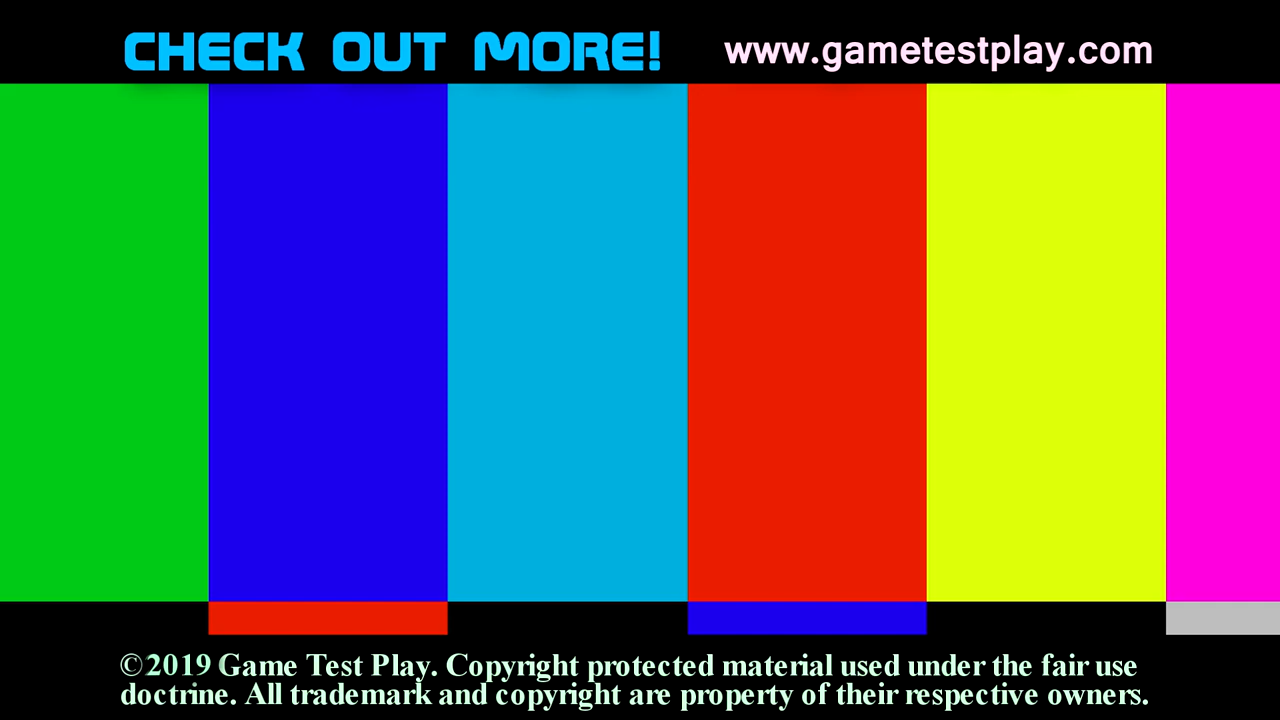 CHECK OUT MORE! www.gametestplay.com
©2019 Game Test Play. Copyright protected material used under the fair use
doctrine. All trademark and copyright are property of their respective owners.